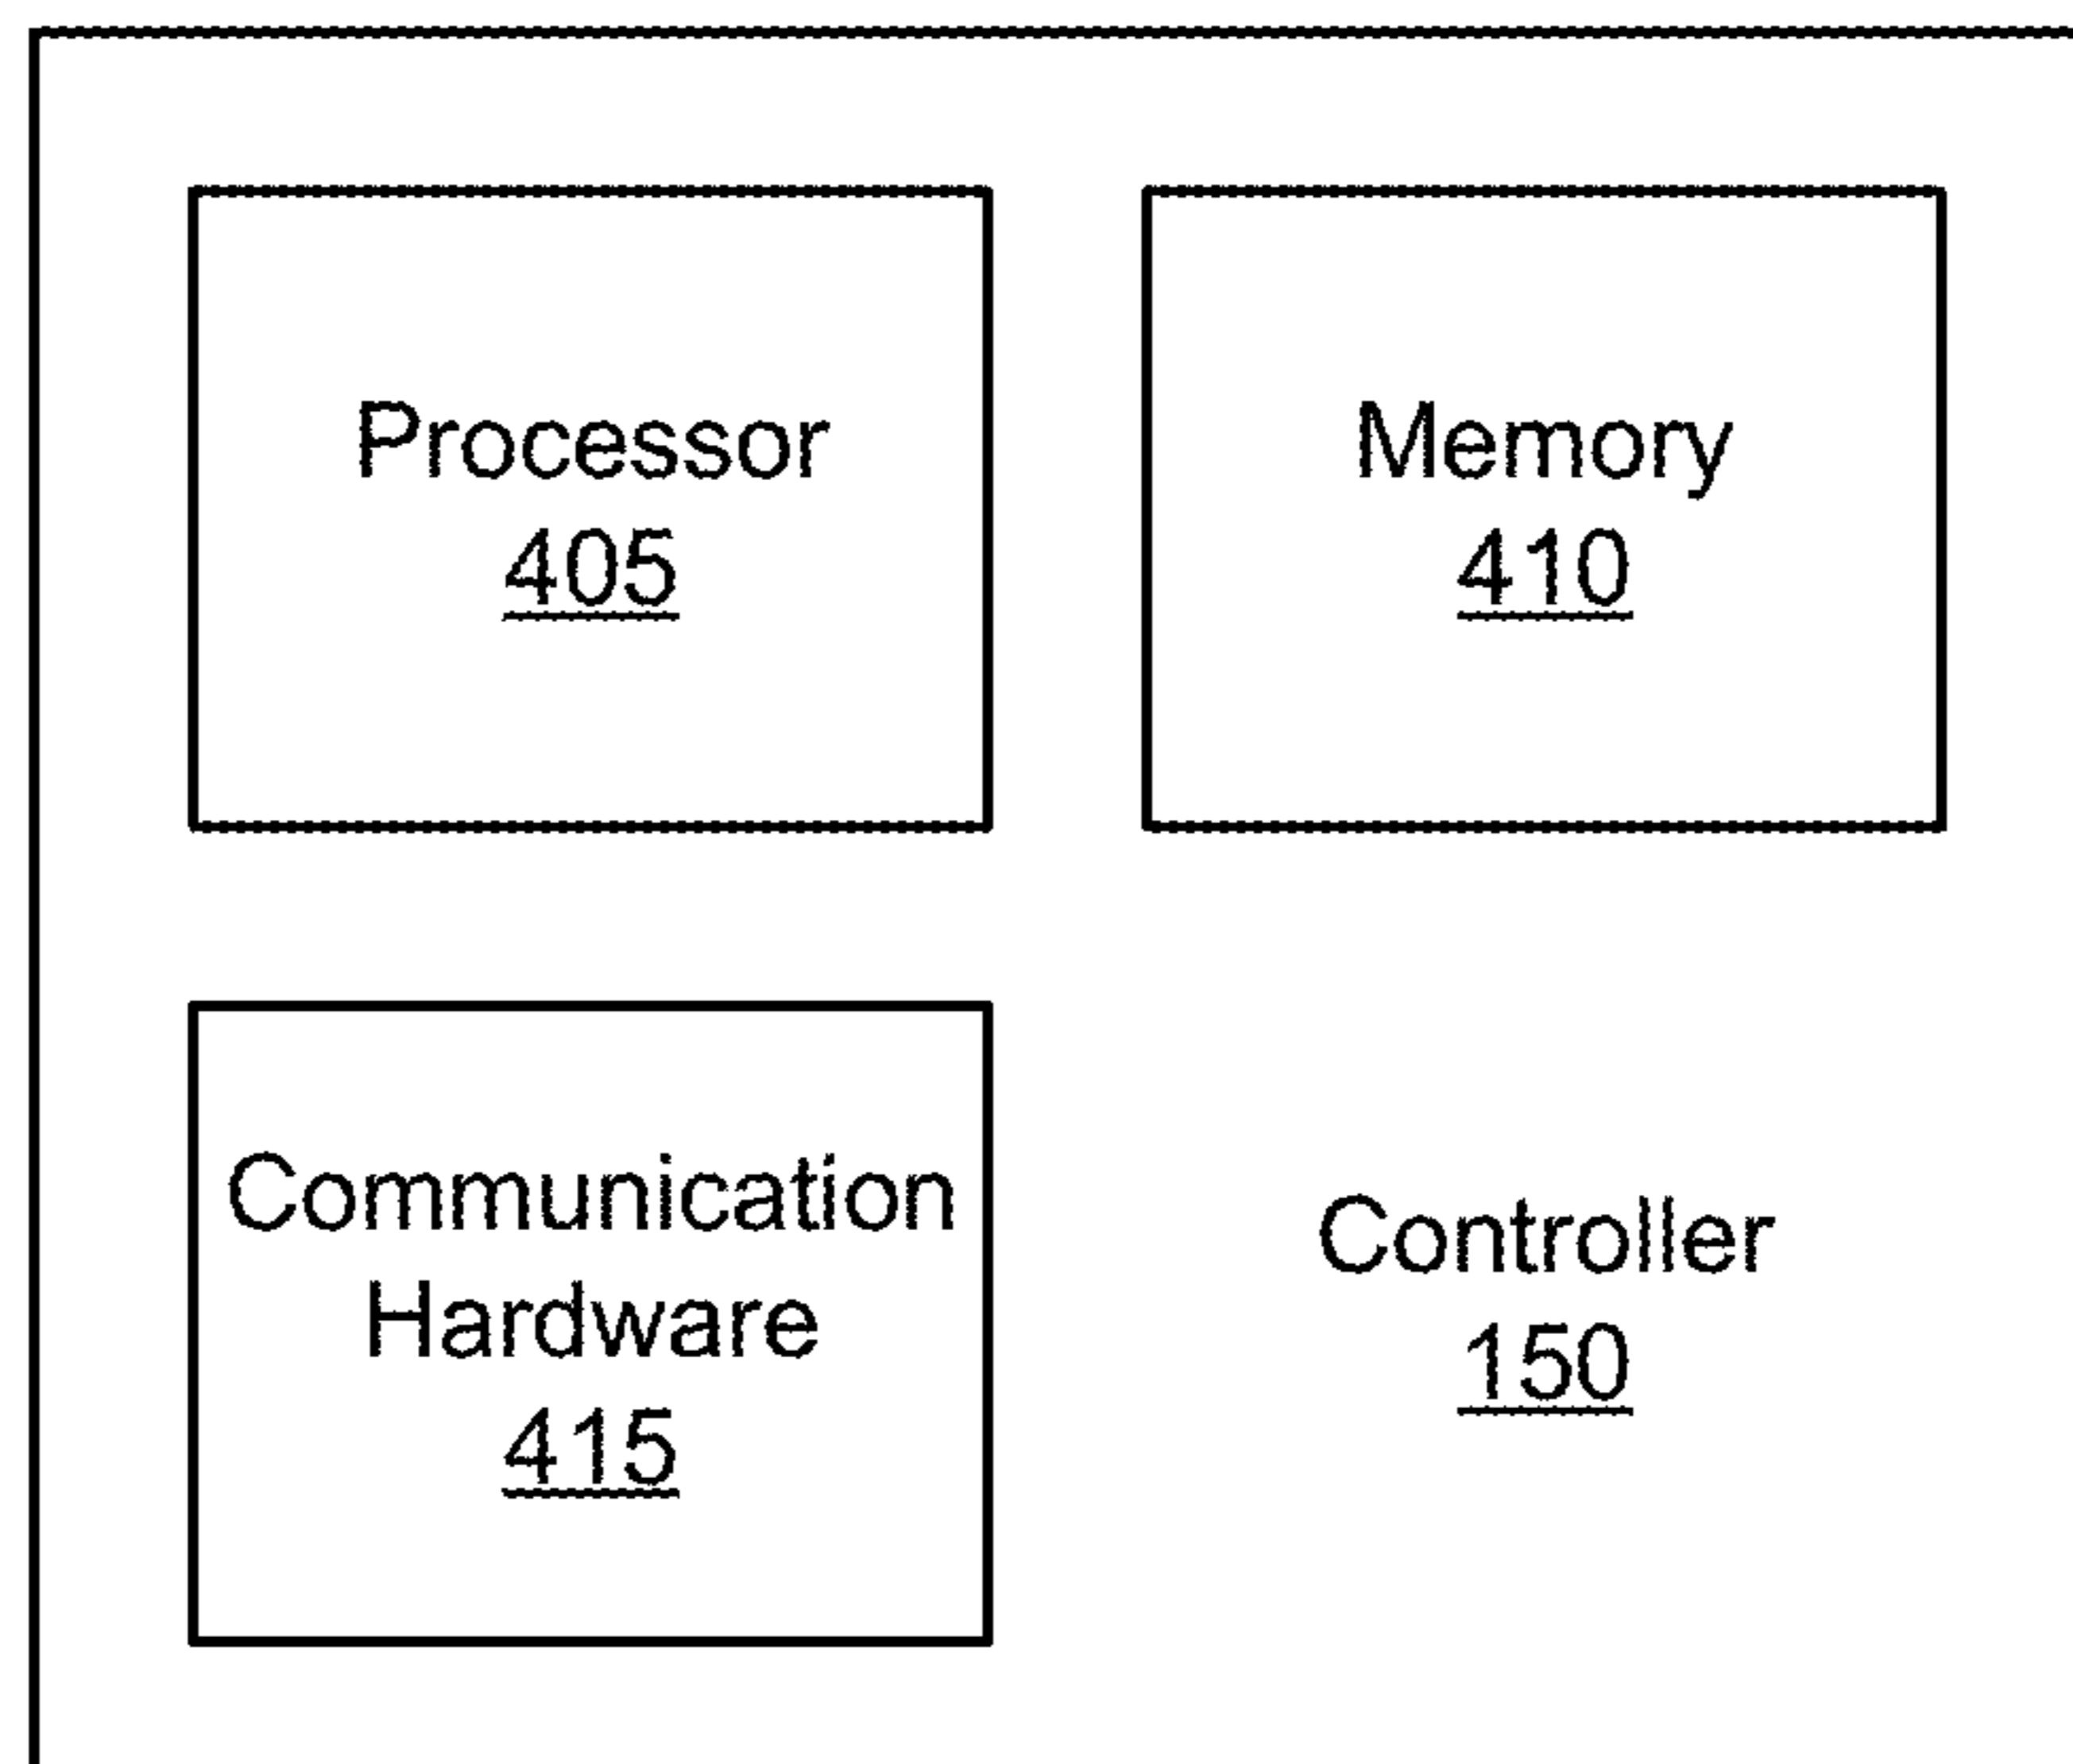 Processor
405
Memory
410
Communication
Hardware
415
Controller
150